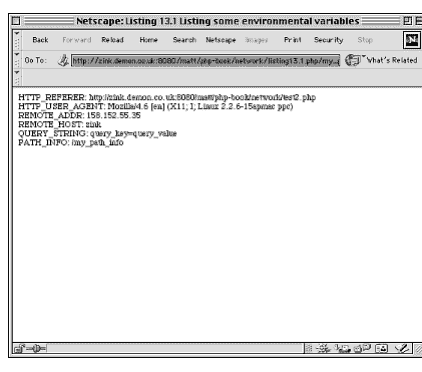 Netscape: Listing 13.1 Listing some environmental variables
Back Forward Reload Home Search Netscape Images Print Security Stop
Go To: http://zink.demon.co.uk:8080/matt/php-book/network/listing13.1.php/my_ What's Related
HTTP_REFERER: http://zink.demon.co.uk:8080/matt/php-book/network/test2.php
HTTP_USER_AGENT: Mozilla/4.6 [en] (X11; I; Linux 2.2.6-15apmac ppc)
REMOTE_ADDR: 158.152.55.35
REMOTE_HOST: zink
QUERY_STRING: query_key=query_value
PATH_INFO: /my_path_info